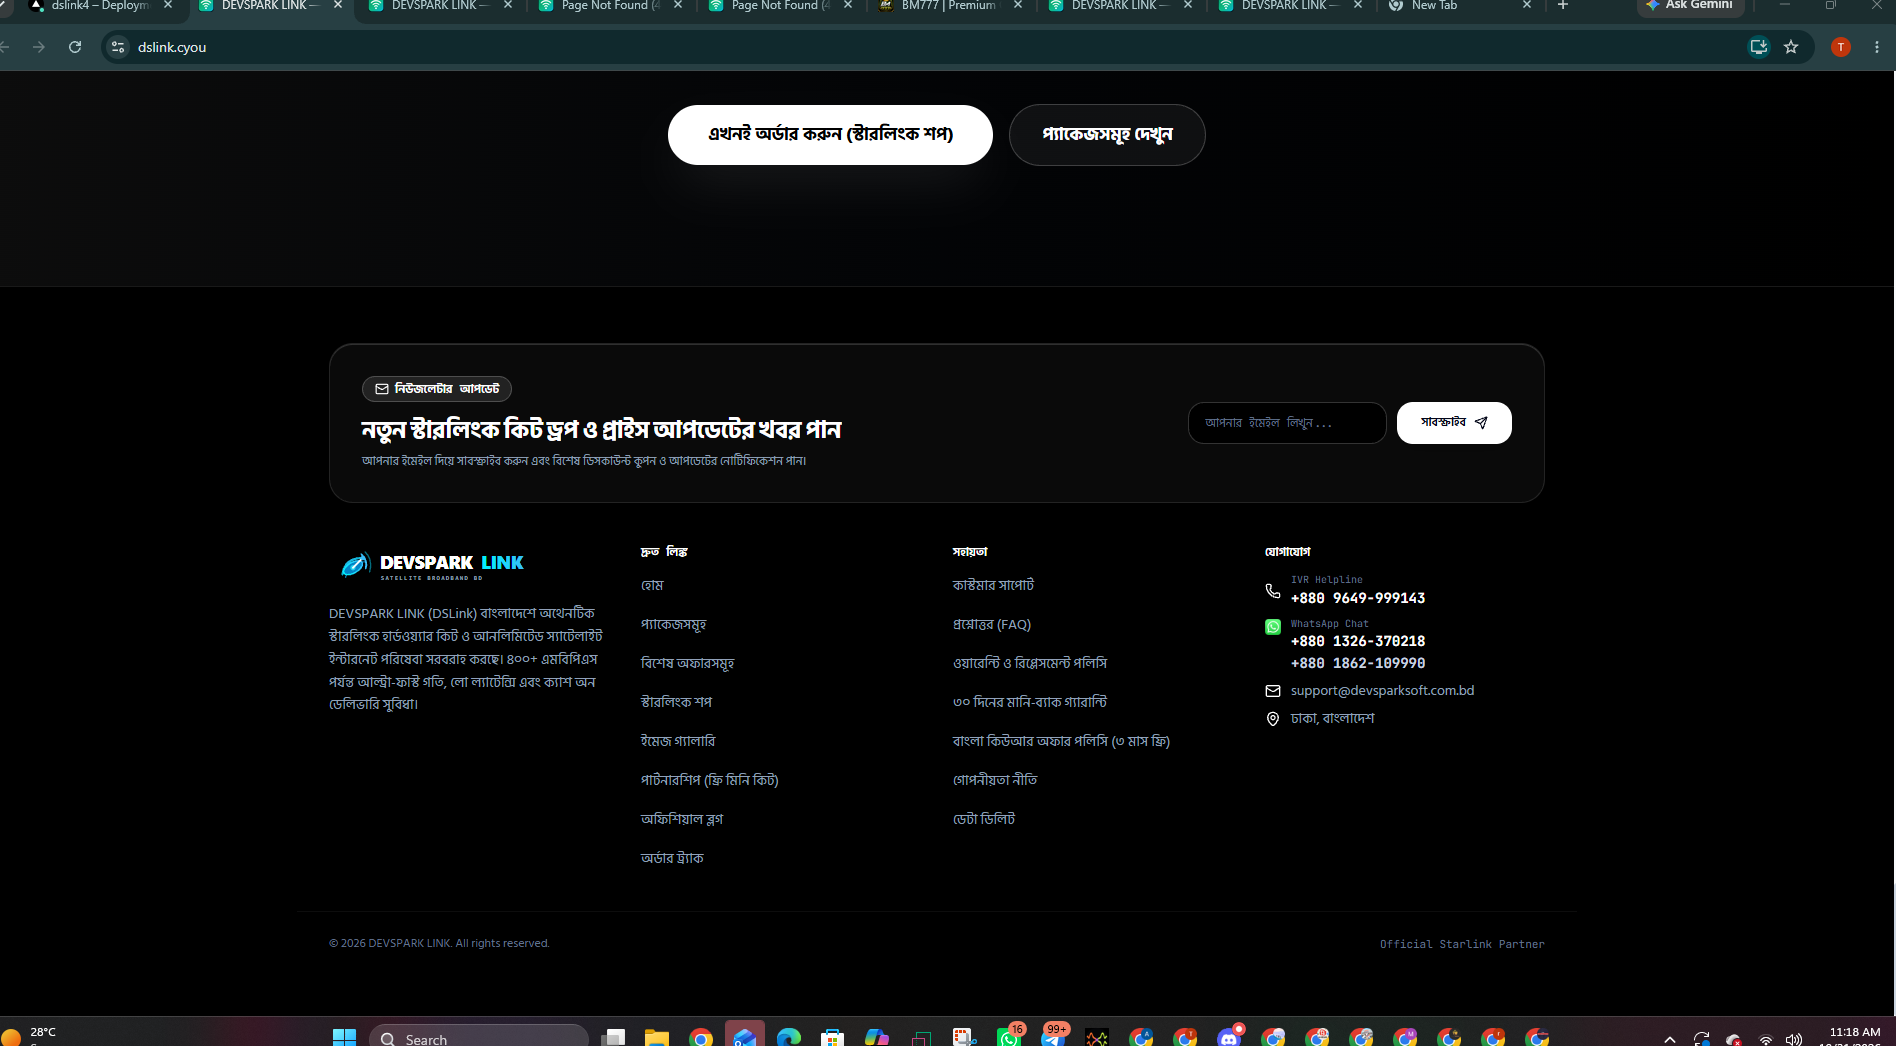 dslink4 – Deploym
DEVSPARK LINK —
DEVSPARK LINK —
Page Not Found (4
Page Not Found (4
BM777 | Premium
DEVSPARK LINK —
DEVSPARK LINK —
New Tab
Ask Gemini
dslink.cyou
T
এখনই অর্ডার করুন (স্টারলিংক শপ)
প্যাকেজসমূহ দেখুন
নিউজলেটার আপডেট
নতুন স্টারলিংক কিট ড্রপ ও প্রাইস আপডেটের খবর পান
আপনার ইমেইল দিয়ে সাবস্ক্রাইব করুন এবং বিশেষ ডিসকাউন্ট কুপন ও আপডেটের নোটিফিকেশন পান।
আপনার ইমেইল লিখুন...
সাবস্ক্রাইব
DEVSPARK LINK
SATELLITE BROADBAND BD
DEVSPARK LINK (DSLink) বাংলাদেশে অথেনটিক
স্টারলিংক হার্ডওয়্যার কিট ও আনলিমিটেড স্যাটেলাইট
ইন্টারনেট পরিষেবা সরবরাহ করছে। ৪০০+ এমবিপিএস
পর্যন্ত আল্ট্রা-ফাস্ট গতি, লো ল্যাটেন্সি এবং ক্যাশ অন
ডেলিভারি সুবিধা।
দ্রুত লিঙ্ক
হোম
প্যাকেজসমূহ
বিশেষ অফারসমূহ
স্টারলিংক শপ
ইমেজ গ্যালারি
পার্টনারশিপ (ফ্রি মিনি কিট)
অফিশিয়াল ব্লগ
অর্ডার ট্র্যাক
সহায়তা
কাস্টমার সাপোর্ট
প্রশ্নোত্তর (FAQ)
ওয়ারেন্টি ও রিপ্লেসমেন্ট পলিসি
৩০ দিনের মানি-ব্যাক গ্যারান্টি
বাংলা কিউআর অফার পলিসি (৩ মাস ফ্রি)
গোপনীয়তা নীতি
ডেটা ডিলিট
যোগাযোগ
IVR Helpline
+880 9649-999143
WhatsApp Chat
+880 1326-370218
+880 1862-109990
support@devsparksoft.com.bd
ঢাকা, বাংলাদেশ
© 2026 DEVSPARK LINK. All rights reserved.
Official Starlink Partner
28°C
Search
16
99+
11:18 AM